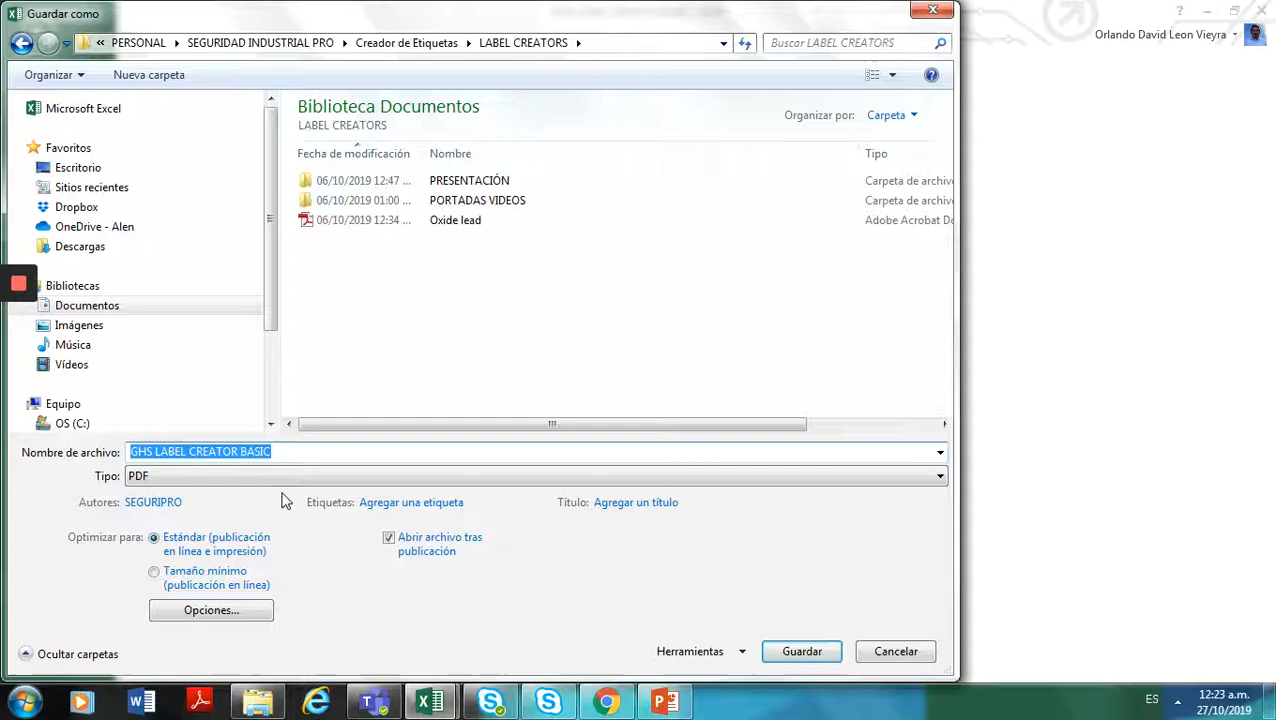 Guardar como
Orlando David Leon Vieyra
« PERSONAL SEGURIDAD INDUSTRIAL PRO Creador de Etiquetas LABEL CREATORS
Buscar LABEL CREATORS
Organizar Nueva carpeta
Microsoft Excel
Favoritos
Escritorio
Sitios recientes
Dropbox
OneDrive - Alen
Descargas
Bibliotecas
Documentos
Imágenes
Música
Vídeos
Equipo
OS (C:)
Biblioteca Documentos
LABEL CREATORS
Organizar por: Carpeta
Fecha de modificación Nombre Tipo
06/10/2019 12:47 ... PRESENTACIÓN Carpeta de archiv
06/10/2019 01:00 ... PORTADAS VIDEOS Carpeta de archiv
06/10/2019 12:34 ... Oxide lead Adobe Acrobat Do
Nombre de archivo: GHS LABEL CREATOR BASIC
Tipo: PDF
Autores: SEGURIPRO Etiquetas: Agregar una etiqueta Título: Agregar un título
Optimizar para: Estándar (publicación
en línea e impresión)
Tamaño mínimo
(publicación en línea)
Abrir archivo tras
publicación
Opciones...
Ocultar carpetas
Herramientas Guardar Cancelar
ES
12:23 a.m.
27/10/2019